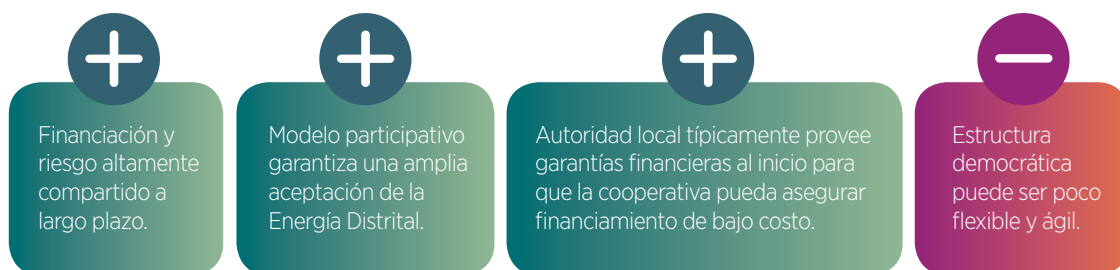 Financiación y
riesgo altamente
compartido a
largo plazo.
Modelo participativo
garantiza una amplia
aceptación de la
Energía Distrital.
Autoridad local típicamente provee
garantías financieras al inicio para
que la cooperativa pueda asegurar
financiamiento de bajo costo.
Estructura
democrática
puede ser poco
flexible y ágil.